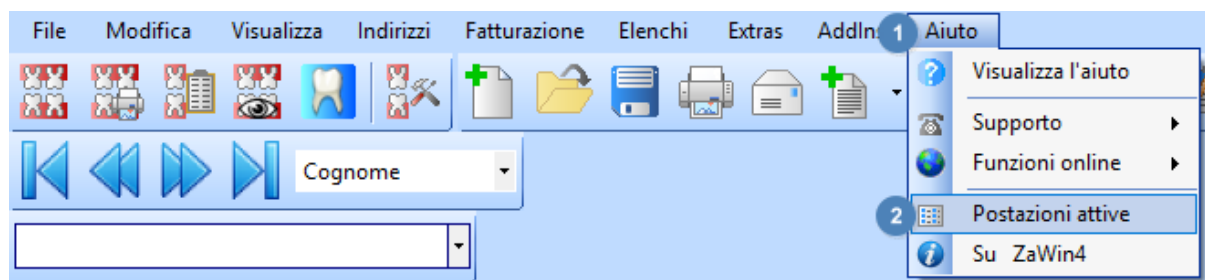 File Modifica Visualizza Indirizzi Fatturazione Elenchi Extras AddIns 1 Aiuto
Visualizza l'aiuto
Supporto
Funzioni online
Cognome
2 Postazioni attive
Su ZaWin4